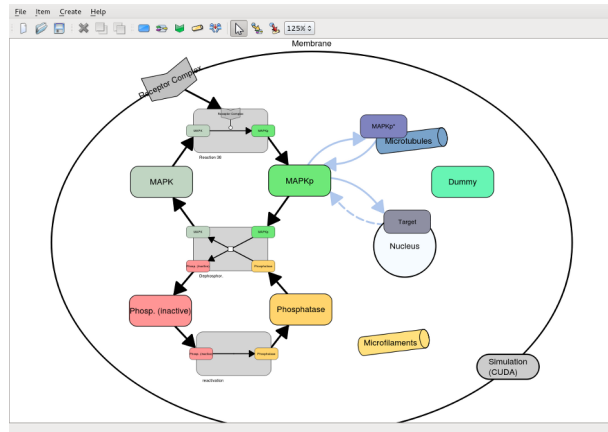 File Item Create Help
125%
Membrane
Receptor Complex
Receptor Complex
MAPK
MAPKp
Reaction 3B
MAPKp*
Microtubules
MAPK
MAPKp
Dummy
Target
Nucleus
MAPK
MAPKp
Phosp. (inactive)
Phosphatase
Dephosphor.
Phosp. (inactive)
Phosphatase
Microfilaments
Phosp. (inactive)
Phosphatase
reactivation
Simulation
(CUDA)